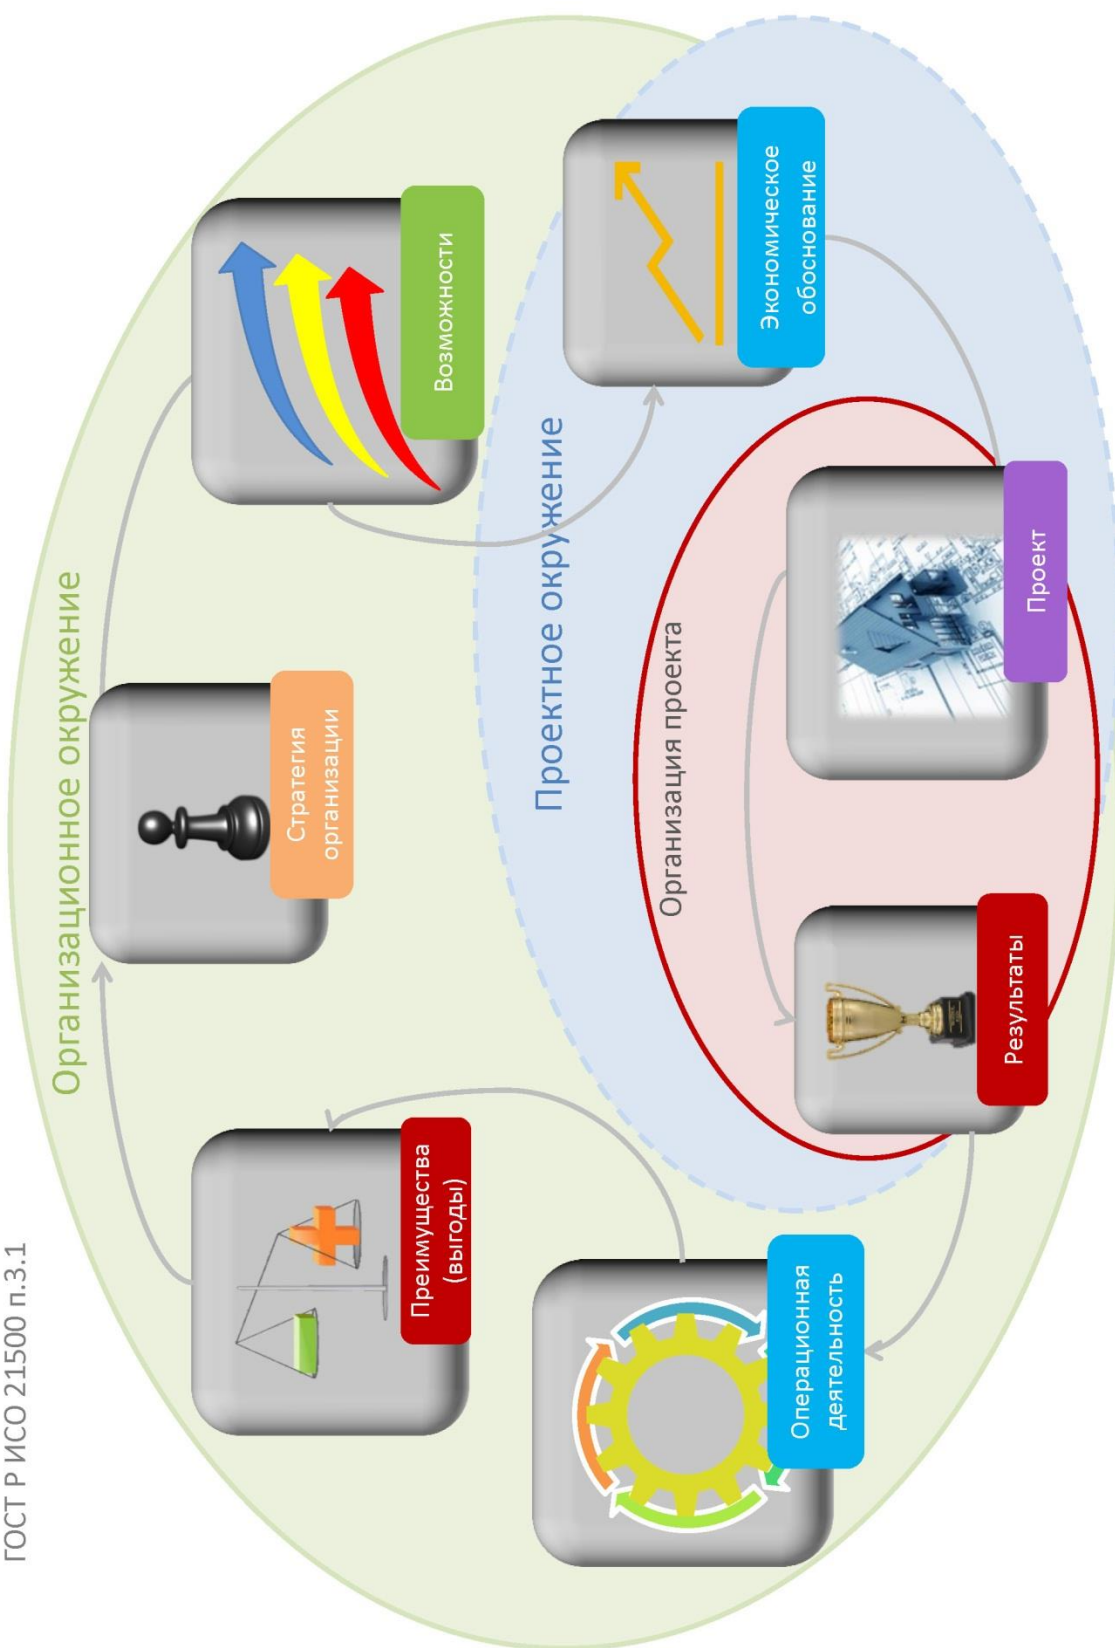 ГОСТ Р ИСО 21500 п.3.1
Организационное окружение
Стратегия
организации
Преимущества
(выгоды)
Возможности
Проектное окружение
Экономическое
обоснование
Организация проекта
Операционная
деятельность
Результаты
Проект